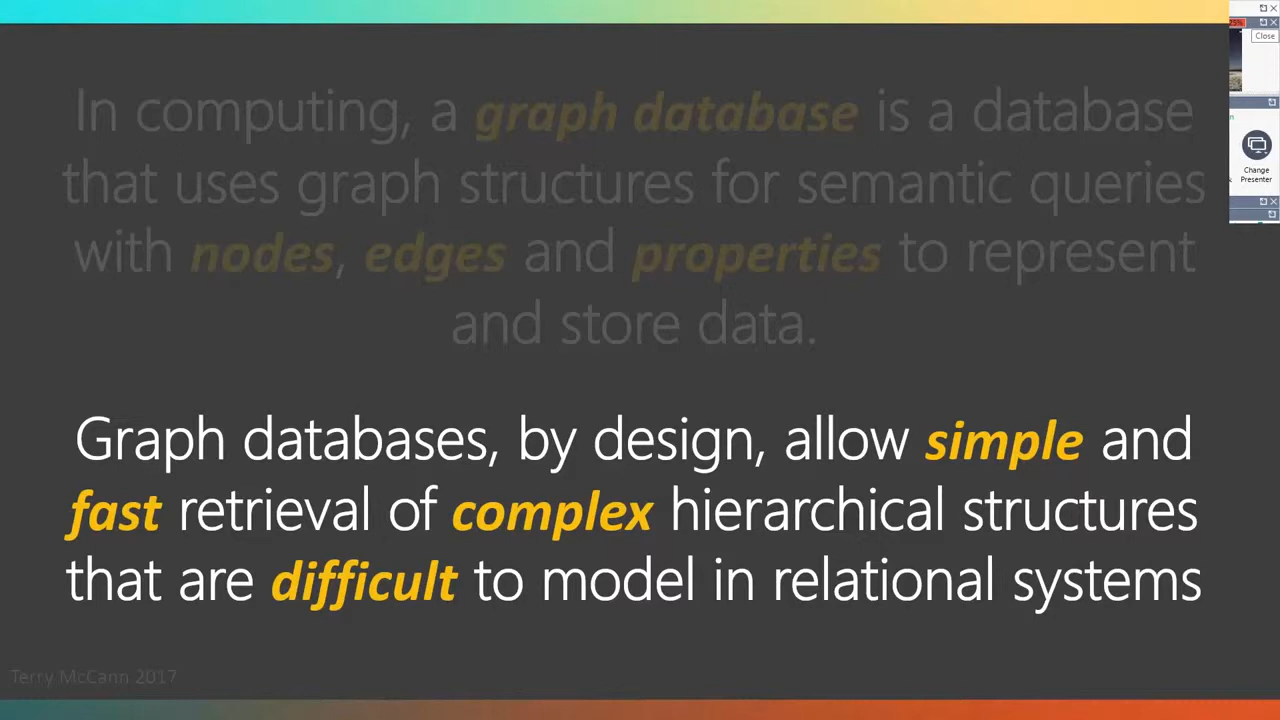 In computing, a graph database is a database
that uses graph structures for semantic queries
with nodes, edges and properties to represent
and store data.
Graph databases, by design, allow simple and
fast retrieval of complex hierarchical structures
that are difficult to model in relational systems
Terry McCann 2017
Close
Change
Presenter